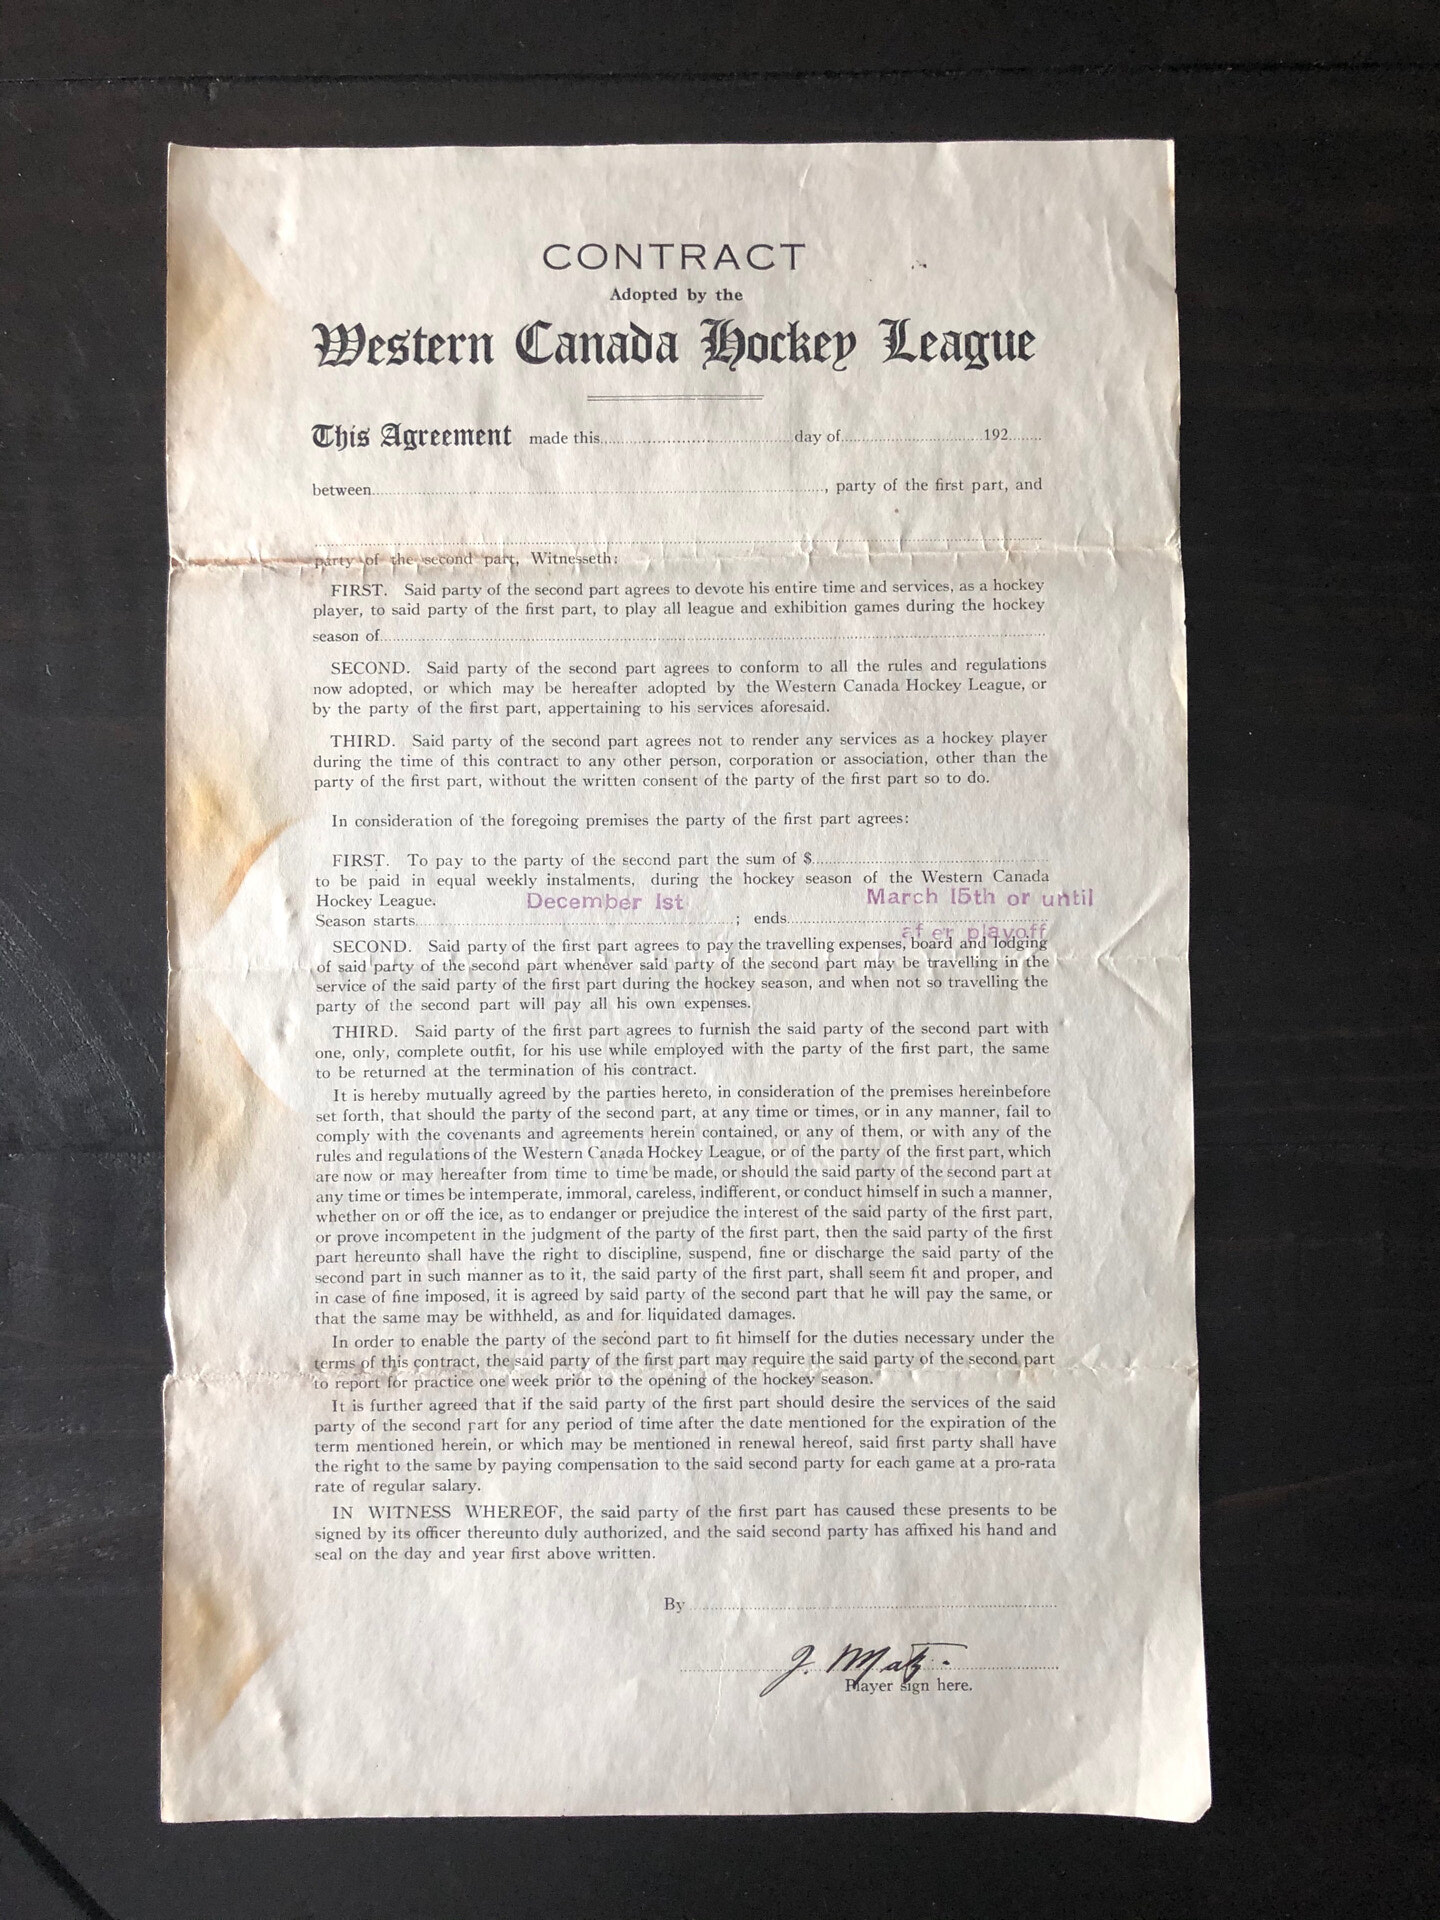 CONTRACT
Adopted by the
Western Canada Hockey League
This Agreement made this day of 192
between , party of the first part, and
party of the second part, Witnesseth:
FIRST. Said party of the second part agrees to devote his entire time and services, as a hockey
player, to said party of the first part, to play all league and exhibition games during the hockey
season of
SECOND. Said party of the second part agrees to conform to all the rules and regulations
now adopted, or which may be hereafter adopted by the Western Canada Hockey League, or
by the party of the first part, appertaining to his services aforesaid.
THIRD. Said party of the second part agrees not to render any services as a hockey player
during the time of this contract to any other person, corporation or association, other than the
party of the first part, without the written consent of the party of the first part so to do.
In consideration of the foregoing premises the party of the first part agrees:
FIRST. To pay to the party of the second part the sum of $
to be paid in equal weekly instalments, during the hockey season of the Western Canada
Hockey League. December 1st March 15th or until
Season starts ; ends
af er playoff
SECOND. Said party of the first part agrees to pay the travelling expenses, board and lodging
of said party of the second part whenever said party of the second part may be travelling in the
service of the said party of the first part during the hockey season, and when not so travelling the
party of the second part will pay all his own expenses.
THIRD. Said party of the first part agrees to furnish the said party of the second part with
one, only, complete outfit, for his use while employed with the party of the first part, the same
to be returned at the termination of his contract.
It is hereby mutually agreed by the parties hereto, in consideration of the premises hereinbefore
set forth, that should the party of the second part, at any time or times, or in any manner, fail to
comply with the covenants and agreements herein contained, or any of them, or with any of the
rules and regulations of the Western Canada Hockey League, or of the party of the first part, which
are now or may hereafter from time to time be made, or should the said party of the second part at
any time or times be intemperate, immoral, careless, indifferent, or conduct himself in such a manner,
whether on or off the ice, as to endanger or prejudice the interest of the said party of the first part,
or prove incompetent in the judgment of the party of the first part, then the said party of the first
part hereunto shall have the right to discipline, suspend, fine or discharge the said party of the
second part in such manner as to it, the said party of the first part, shall seem fit and proper, and
in case of fine imposed, it is agreed by said party of the second part that he will pay the same, or
that the same may be withheld, as and for liquidated damages.
In order to enable the party of the second part to fit himself for the duties necessary under the
terms of this contract, the said party of the first part may require the said party of the second part
to report for practice one week prior to the opening of the hockey season.
It is further agreed that if the said party of the first part should desire the services of the said
party of the second part for any period of time after the date mentioned for the expiration of the
term mentioned herein, or which may be mentioned in renewal hereof, said first party shall have
the right to the same by paying compensation to the said second party for each game at a pro-rata
rate of regular salary.
IN WITNESS WHEREOF, the said party of the first part has caused these presents to be
signed by its officer thereunto duly authorized, and the said second party has affixed his hand and
seal on the day and year first above written.
By
J. Matz.
Player sign here.